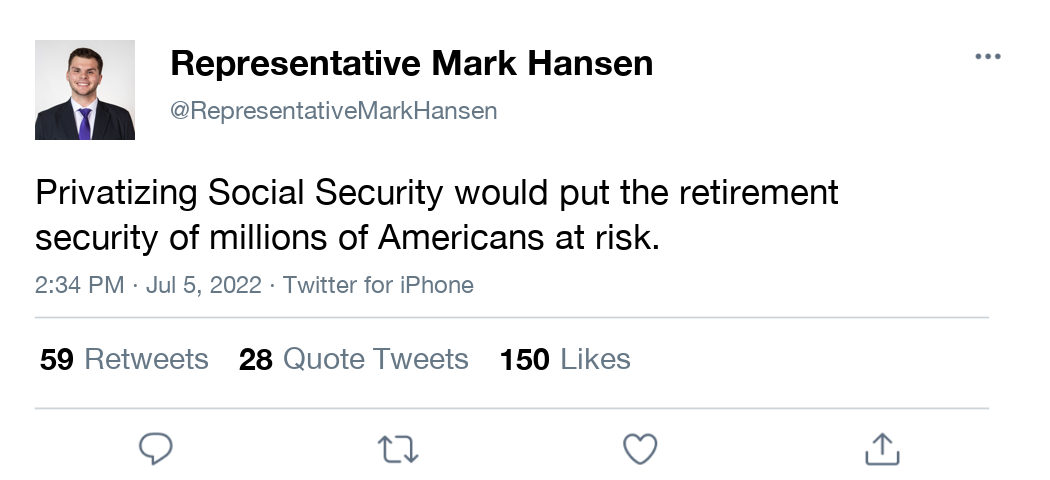 Representative Mark Hansen
@RepresentativeMarkHansen
Privatizing Social Security would put the retirement
security of millions of Americans at risk.
2:34 PM · Jul 5, 2022 · Twitter for iPhone
59 Retweets 28 Quote Tweets 150 Likes